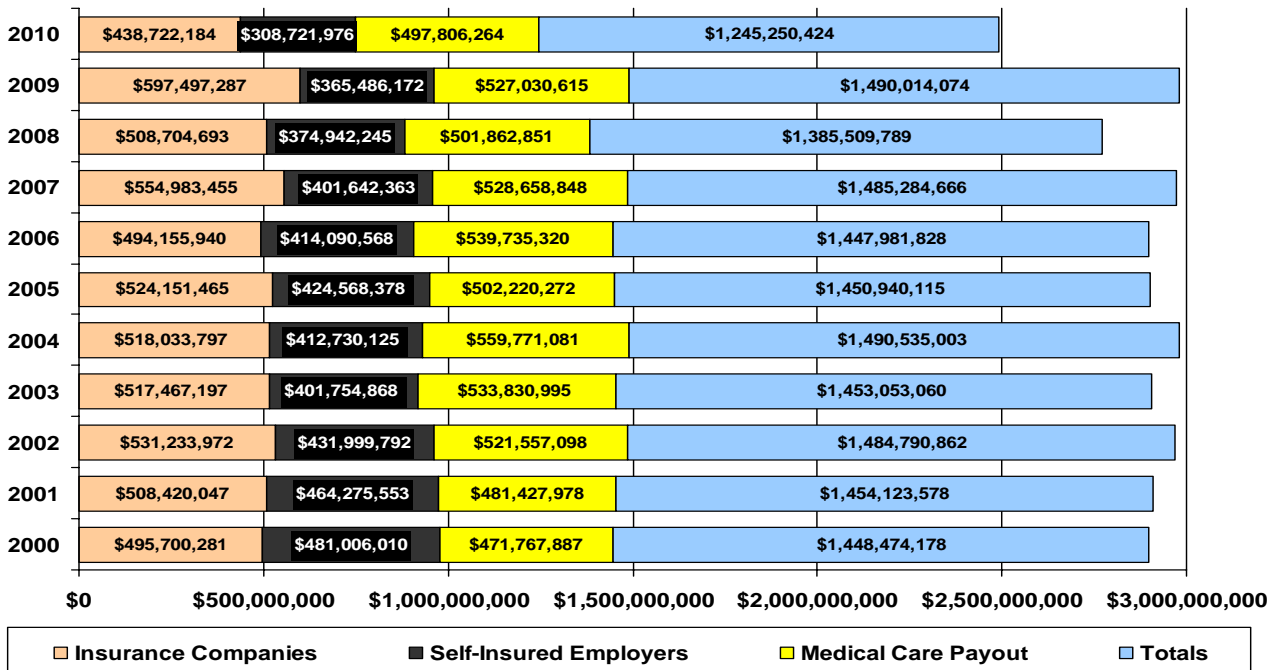 2010 $438,722,184 $308,721,976 $497,806,264 $1,245,250,424
2009 $597,497,287 $365,486,172 $527,030,615 $1,490,014,074
2008 $508,704,693 $374,942,245 $501,862,851 $1,385,509,789
2007 $554,983,455 $401,642,363 $528,658,848 $1,485,284,666
2006 $494,155,940 $414,090,568 $539,735,320 $1,447,981,828
2005 $524,151,465 $424,568,378 $502,220,272 $1,450,940,115
2004 $518,033,797 $412,730,125 $559,771,081 $1,490,535,003
2003 $517,467,197 $401,754,868 $533,830,995 $1,453,053,060
2002 $531,233,972 $431,999,792 $521,557,098 $1,484,790,862
2001 $508,420,047 $464,275,553 $481,427,978 $1,454,123,578
2000 $495,700,281 $481,006,010 $471,767,887 $1,448,474,178
$0 $500,000,000 $1,000,000,000 $1,500,000,000 $2,000,000,000 $2,500,000,000 $3,000,000,000
Insurance Companies Self-Insured Employers Medical Care Payout Totals